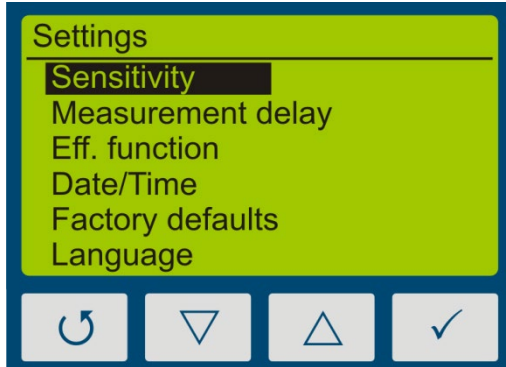 Settings
Sensitivity
Measurement delay
Eff. function
Date/Time
Factory defaults
Language